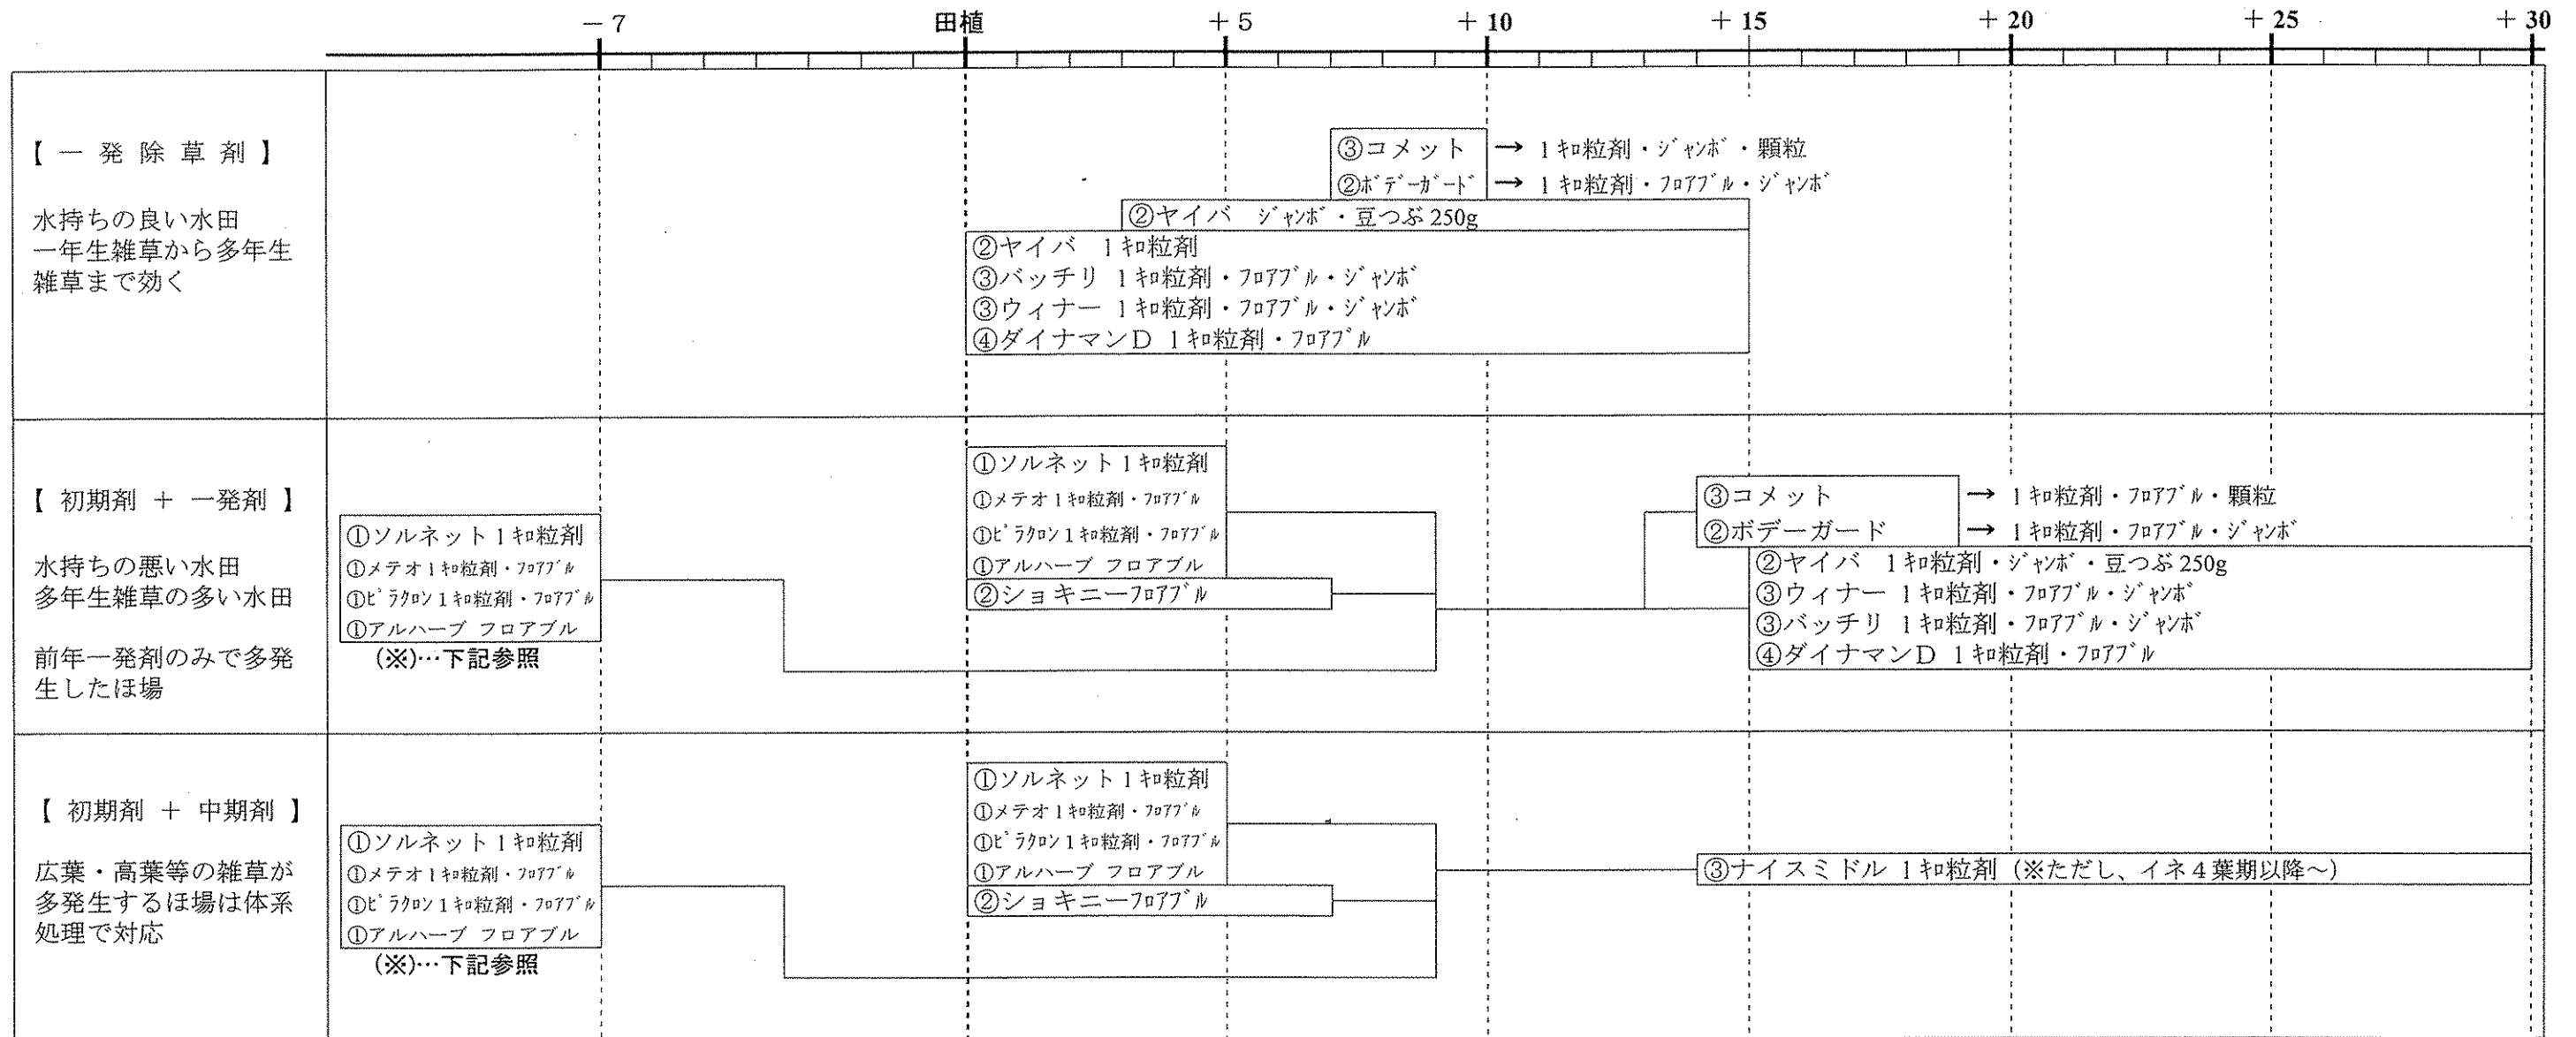 －7 田植 ＋5 ＋10 ＋15 ＋20 ＋25 ＋30
【 一 発 除 草 剤 】
水持ちの良い水田
一年生雑草から多年生
雑草まで効く
③コメット → 1ｷﾛ粒剤・ｼﾞｬﾝﾎﾞ・顆粒
②ﾎﾞﾃﾞｰｶﾞｰﾄﾞ → 1ｷﾛ粒剤・ﾌﾛｱﾌﾞﾙ・ｼﾞｬﾝﾎﾞ
②ヤイバ ｼﾞｬﾝﾎﾞ・豆つぶ250g
②ヤイバ 1ｷﾛ粒剤
③バッチリ 1ｷﾛ粒剤・ﾌﾛｱﾌﾞﾙ・ｼﾞｬﾝﾎﾞ
③ウィナー 1ｷﾛ粒剤・ﾌﾛｱﾌﾞﾙ・ｼﾞｬﾝﾎﾞ
④ダイナマンD 1ｷﾛ粒剤・ﾌﾛｱﾌﾞﾙ
【 初期剤 ＋ 一発剤 】
水持ちの悪い水田
多年生雑草の多い水田
前年一発剤のみで多発
生したほ場
①ソルネット1ｷﾛ粒剤
①メテオ1ｷﾛ粒剤・ﾌﾛｱﾌﾞﾙ
①ﾋﾟﾗｸﾛﾝ1ｷﾛ粒剤・ﾌﾛｱﾌﾞﾙ
①アルハーブ フロアブル
(※)…下記参照
①ソルネット1ｷﾛ粒剤
①メテオ1ｷﾛ粒剤・ﾌﾛｱﾌﾞﾙ
①ﾋﾟﾗｸﾛﾝ1ｷﾛ粒剤・ﾌﾛｱﾌﾞﾙ
①アルハーブ フロアブル
②ショキニーﾌﾛｱﾌﾞﾙ
③コメット → 1ｷﾛ粒剤・ﾌﾛｱﾌﾞﾙ・顆粒
②ボデーガード → 1ｷﾛ粒剤・ﾌﾛｱﾌﾞﾙ・ｼﾞｬﾝﾎﾞ
②ヤイバ 1ｷﾛ粒剤・ｼﾞｬﾝﾎﾞ・豆つぶ250g
③ウィナー 1ｷﾛ粒剤・ﾌﾛｱﾌﾞﾙ・ｼﾞｬﾝﾎﾞ
③バッチリ 1ｷﾛ粒剤・ﾌﾛｱﾌﾞﾙ・ｼﾞｬﾝﾎﾞ
④ダイナマンD 1ｷﾛ粒剤・ﾌﾛｱﾌﾞﾙ
【 初期剤 ＋ 中期剤 】
広葉・高葉等の雑草が
多発生するほ場は体系
処理で対応
①ソルネット1ｷﾛ粒剤
①メテオ1ｷﾛ粒剤・ﾌﾛｱﾌﾞﾙ
①ﾋﾟﾗｸﾛﾝ1ｷﾛ粒剤・ﾌﾛｱﾌﾞﾙ
①アルハーブ フロアブル
(※)…下記参照
①ソルネット1ｷﾛ粒剤
①メテオ1ｷﾛ粒剤・ﾌﾛｱﾌﾞﾙ
①ﾋﾟﾗｸﾛﾝ1ｷﾛ粒剤・ﾌﾛｱﾌﾞﾙ
①アルハーブ フロアブル
②ショキニーﾌﾛｱﾌﾞﾙ
③ナイスミドル 1ｷﾛ粒剤（※ただし、イネ４葉期以降～）